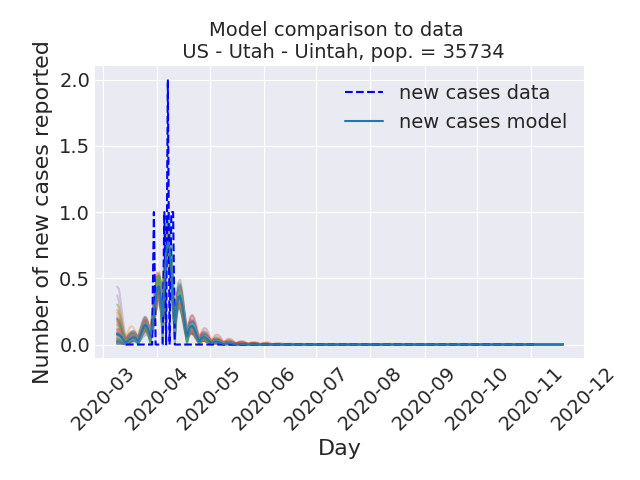 Model comparison to data
US - Utah - Uintah, pop. = 35734
Number of new cases reported
2.0
1.5
1.0
0.5
0.0
new cases data
new cases model
2020-03
2020-04
2020-05
2020-06
2020-07
2020-08
2020-09
2020-10
2020-11
2020-12
Day